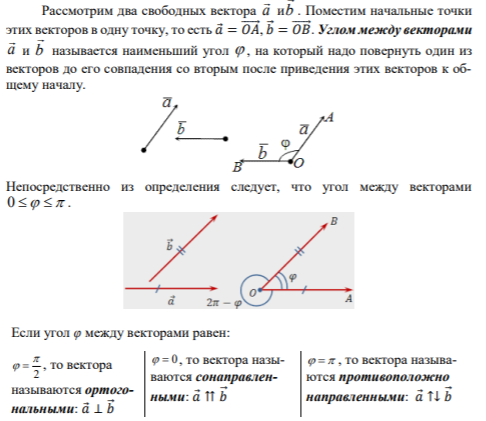 Рассмотрим два свободных вектора a⃗ и b⃗ . Поместим начальные точки
этих векторов в одну точку, то есть a⃗ = O͞A⃗, b⃗ = O͞B⃗. Углом между векторами
a⃗ и b⃗ называется наименьший угол φ, на который надо повернуть один из
векторов до его совпадения со вторым после приведения этих векторов к об-
щему началу.
a̅
b̅
A
a̅
φ
b̅
B
O
Непосредственно из определения следует, что угол между векторами
0 ≤ φ ≤ π .
b⃗
a⃗
B
φ
O
2π − φ
A
Если угол φ между векторами равен:
φ = π/2, то вектора
называются ортого-
нальными: a⃗ ⊥ b⃗
φ = 0, то вектора назы-
ваются сонаправлен-
ными: a⃗ ⇈ b⃗
φ = π, то вектора называ-
ются противоположно
направленными: a⃗ ↑↓ b⃗